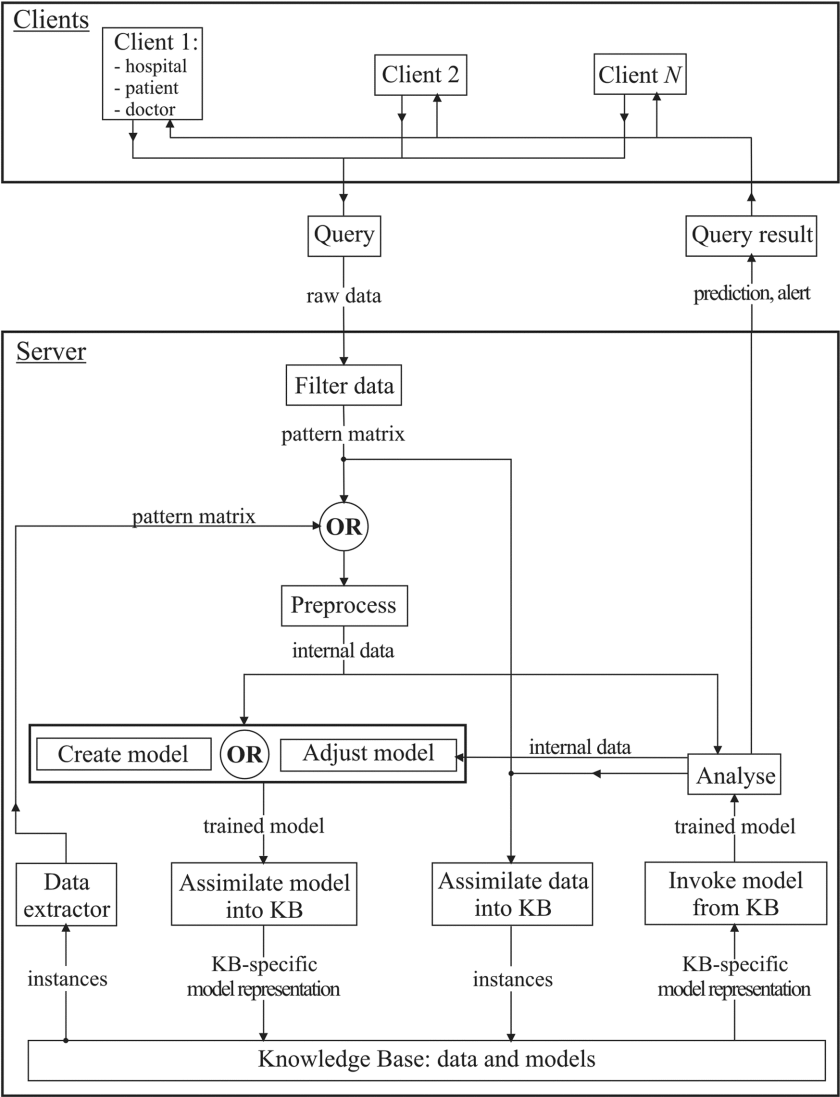 Clients
Client 1:
- hospital
- patient
- doctor
Client 2
Client N
Query
Query result
raw data
prediction, alert
Server
Filter data
pattern matrix
pattern matrix
OR
Preprocess
internal data
Create model
OR
Adjust model
internal data
Analyse
trained model
trained model
Data
extractor
Assimilate model
into KB
Assimilate data
into KB
Invoke model
from KB
instances
KB-specific
model representation
instances
KB-specific
model representation
Knowledge Base: data and models